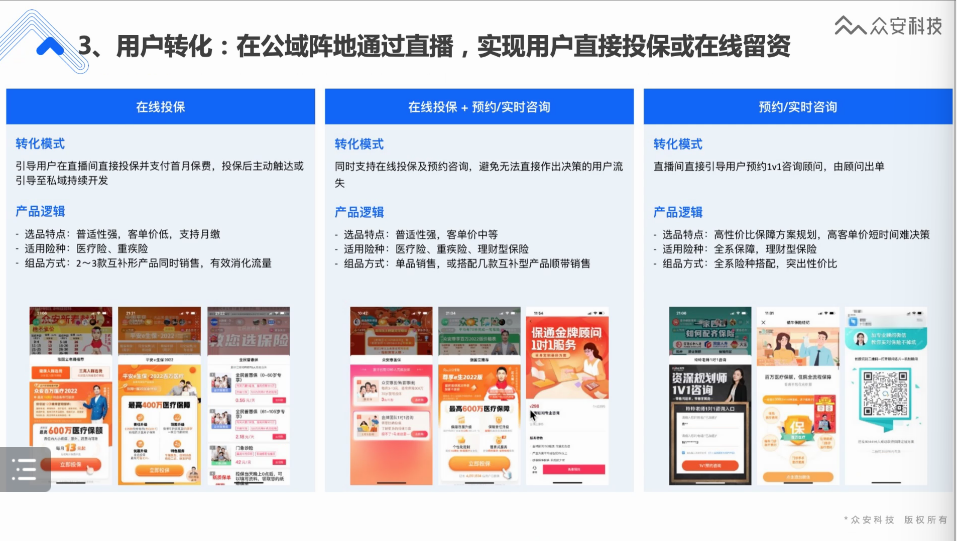 3、用户转化：在公域阵地通过直播，实现用户直接投保或在线留资
众安科技
在线投保
转化模式
引导用户在直播间直接投保并支付首月保费，投保后主动触达或
引导至私域持续开发
产品逻辑
- 选品特点：普适性强，客单价低，支持月缴
- 适用险种：医疗险、重疾险
- 组品方式：2～3款互补形产品同时销售，有效消化流量
在线投保 + 预约/实时咨询
转化模式
同时支持在线投保及预约咨询，避免无法直接作出决策的用户流
失
产品逻辑
- 选品特点：普适性强，客单价中等
- 适用险种：医疗险、重疾险、理财型保险
- 组品方式：单品销售，或搭配几款互补型产品顺带销售
预约/实时咨询
转化模式
直播间直接引导用户预约1v1咨询顾问，由顾问出单
产品逻辑
- 选品特点：高性价比保障方案规划，高客单价短时间难决策
- 适用险种：全系保障，理财型保险
- 组品方式：全系险种搭配，突出性价比
600万医疗保额
立即投保
最高400万医疗保障
立即投保
最高600万医疗保障
立即投保
保通金牌顾问
1对1服务
如何配置保险
资深规划师
1对1咨询
保
*众安科技 版权所有